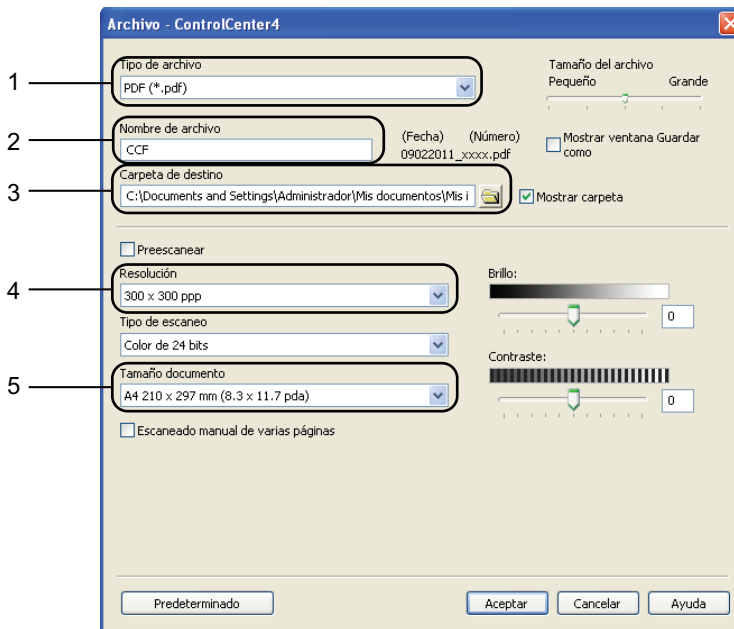 Archivo - ControlCenter4
1
Tipo de archivo
PDF (*.pdf)
Tamaño del archivo
Pequeño Grande
2
Nombre de archivo
CCF
(Fecha) (Número)
09022011_xxxx.pdf
Mostrar ventana Guardar
como
3
Carpeta de destino
C:\Documents and Settings\Administrador\Mis documentos\Mis i
Mostrar carpeta
Preescanear
4
Resolución
300 x 300 ppp
Brillo:
0
Tipo de escaneo
Color de 24 bits
Contraste:
0
5
Tamaño documento
A4 210 x 297 mm (8.3 x 11.7 pda)
Escaneado manual de varias páginas
Predeterminado Aceptar Cancelar Ayuda